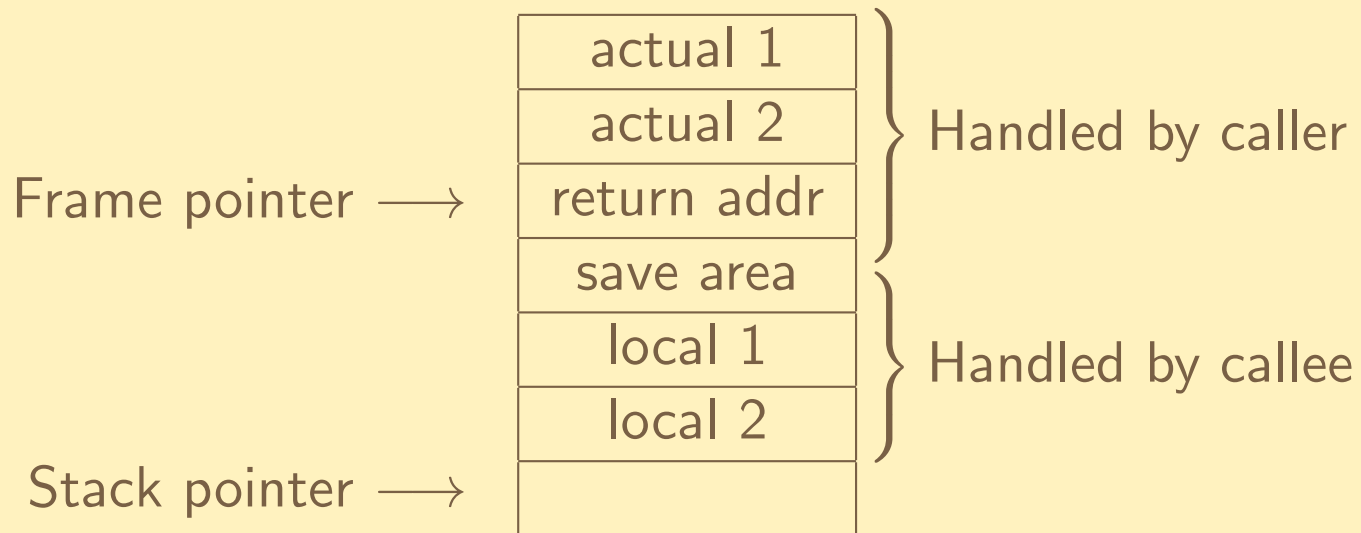 actual 1
actual 2
Handled by caller
Frame pointer → return addr
save area
local 1
Handled by callee
local 2
Stack pointer →